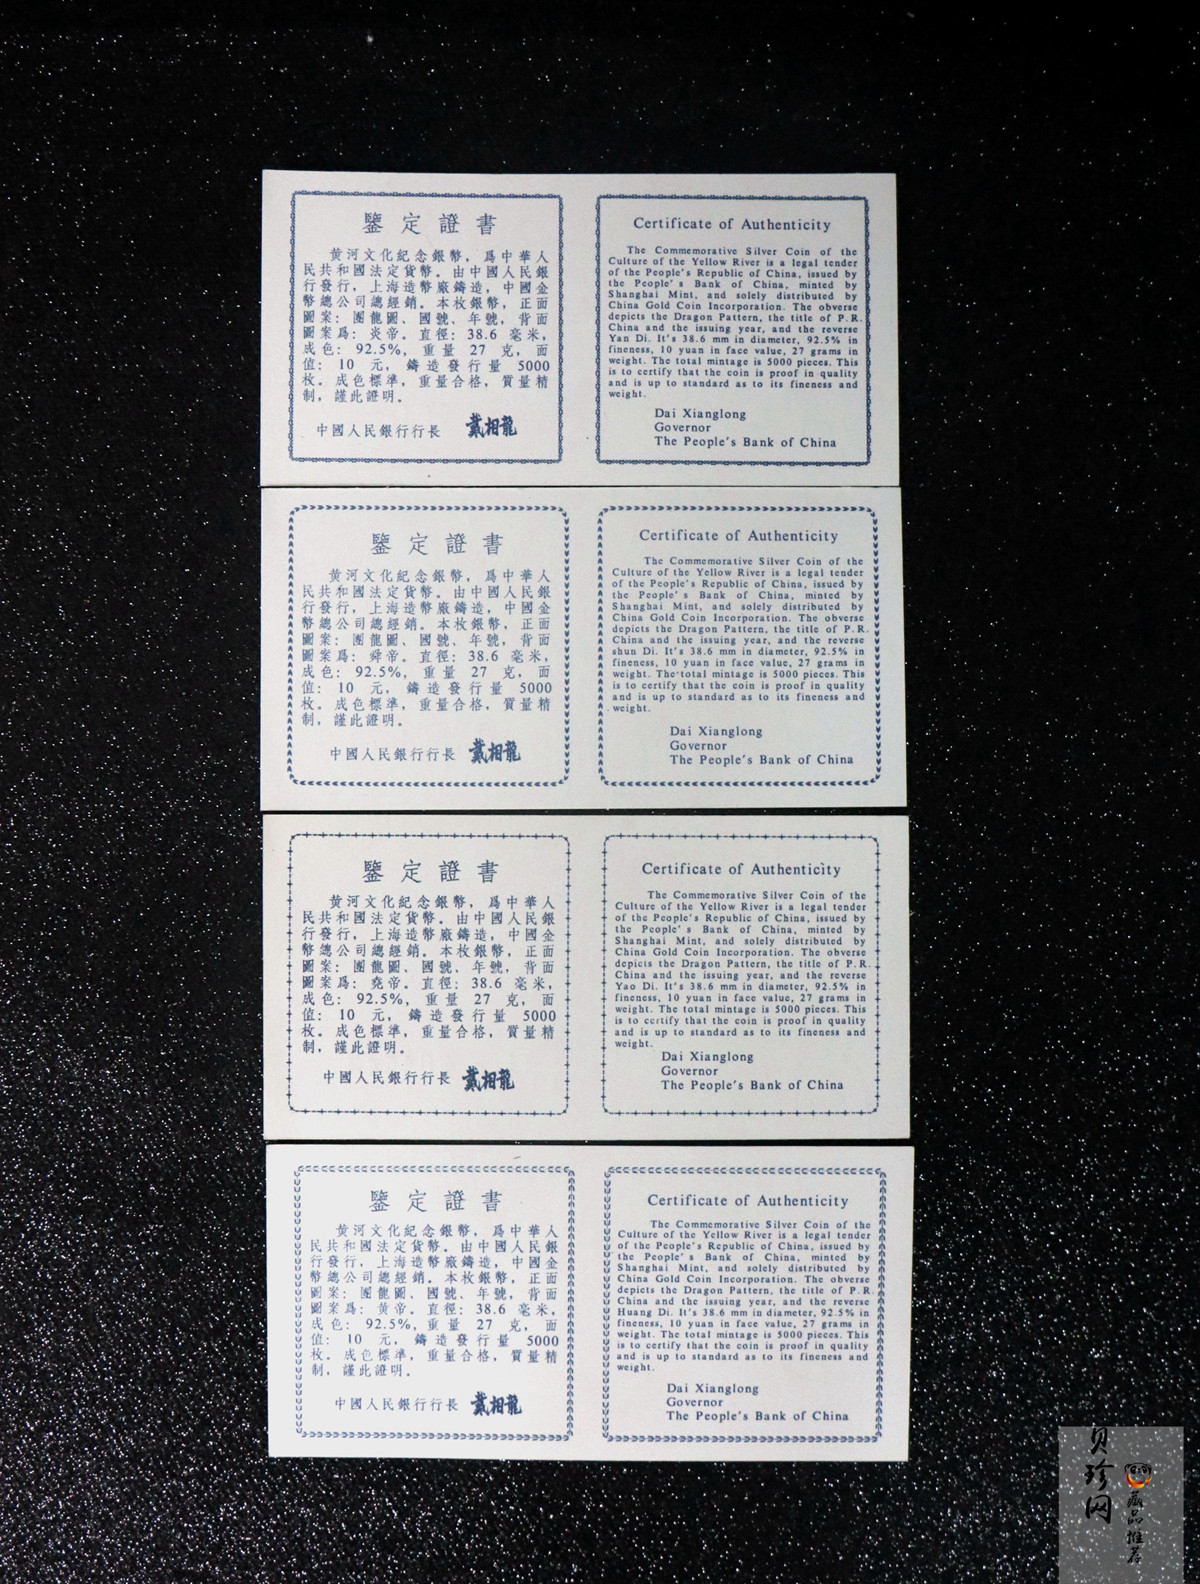 鑒定證書
黄河文化紀念銀幣，爲中華人
民共和國法定貨幣。由中國人民銀
行發行，上海造幣廠鑄造，中國金
幣總公司總經銷。本枚銀幣，正面
圖案：團龍圖、國號、年號，背面
圖案爲：炎帝。直徑：38.6 毫米，
成色：92.5%，重量 27 克，面
值：10 元，鑄造發行量 5000
枚。成色標準，重量合格，質量精
制，謹此證明。
中國人民銀行行長 戴相龍
Certificate of Authenticity
The Commemorative Silver Coin of the
Culture of the Yellow River is a legal tender
of the People's Republic of China, issued by
the People's Bank of China, minted by
Shanghai Mint, and solely distributed by
China Gold Coin Incorporation. The obverse
depicts the Dragon Pattern, the title of P.R.
China and the issuing year, and the reverse
Yan Di. It's 38.6 mm in diameter, 92.5% in
fineness, 10 yuan in face value, 27 grams in
weight. The total mintage is 5000 pieces. This
is to certify that the coin is proof in quality
and is up to standard as to its fineness and
weight.
Dai Xianglong
Governor
The People's Bank of China
鑒定證書
黄河文化紀念銀幣，爲中華人
民共和國法定貨幣。由中國人民銀
行發行，上海造幣廠鑄造，中國金
幣總公司總經銷。本枚銀幣，正面
圖案：團龍圖、國號、年號，背面
圖案爲：舜帝。直徑：38.6 毫米，
成色：92.5%，重量 27 克，面
值：10 元，鑄造發行量 5000
枚。成色標準，重量合格，質量精
制，謹此證明。
中國人民銀行行長 戴相龍
Certificate of Authenticity
The Commemorative Silver Coin of the
Culture of the Yellow River is a legal tender
of the People's Republic of China, issued by
the People's Bank of China, minted by
Shanghai Mint, and solely distributed by
China Gold Coin Incorporation. The obverse
depicts the Dragon Pattern, the title of P.R.
China and the issuing year, and the reverse
shun Di. It's 38.6 mm in diameter, 92.5% in
fineness, 10 yuan in face value, 27 grams in
weight. The total mintage is 5000 pieces. This
is to certify that the coin is proof in quality
and is up to standard as to its fineness and
weight.
Dai Xianglong
Governor
The People's Bank of China
鑒定證書
黄河文化紀念銀幣，爲中華人
民共和國法定貨幣。由中國人民銀
行發行，上海造幣廠鑄造，中國金
幣總公司總經銷。本枚銀幣，正面
圖案：團龍圖、國號、年號，背面
圖案爲：堯帝。直徑：38.6 毫米，
成色：92.5%，重量 27 克，面
值：10 元，鑄造發行量 5000
枚。成色標準，重量合格，質量精
制，謹此證明。
中國人民銀行行長 戴相龍
Certificate of Authenticity
The Commemorative Silver Coin of the
Culture of the Yellow River is a legal tender
of the People's Republic of China, issued by
the People's Bank of China, minted by
Shanghai Mint, and solely distributed by
China Gold Coin Incorporation. The obverse
depicts the Dragon Pattern, the title of P.R.
China and the issuing year, and the reverse
Yao Di. It's 38.6 mm in diameter, 92.5% in
fineness, 10 yuan in face value, 27 grams in
weight. The total mintage is 5000 pieces. This
is to certify that the coin is proof in quality
and is up to standard as to its fineness and
weight.
Dai Xianglong
Governor
The People's Bank of China
鑒定證書
黄河文化紀念銀幣，爲中華人
民共和國法定貨幣。由中國人民銀
行發行，上海造幣廠鑄造，中國金
幣總公司總經銷。本枚銀幣，正面
圖案：團龍圖、國號、年號，背面
圖案爲：黄帝。直徑：38.6 毫米，
成色：92.5%，重量 27 克，面
值：10 元，鑄造發行量 5000
枚。成色標準，重量合格，質量精
制，謹此證明。
中國人民銀行行長 戴相龍
Certificate of Authenticity
The Commemorative Silver Coin of the
Culture of the Yellow River is a legal tender
of the People's Republic of China, issued by
the People's Bank of China, minted by
Shanghai Mint, and solely distributed by
China Gold Coin Incorporation. The obverse
depicts the Dragon Pattern, the title of P.R.
China and the issuing year, and the reverse
Huang Di. It's 38.6 mm in diameter, 92.5% in
fineness, 10 yuan in face value, 27 grams in
weight. The total mintage is 5000 pieces. This
is to certify that the coin is proof in quality
and is up to standard as to its fineness and
weight.
Dai Xianglong
Governor
The People's Bank of China
贝珍网
藏品推荐